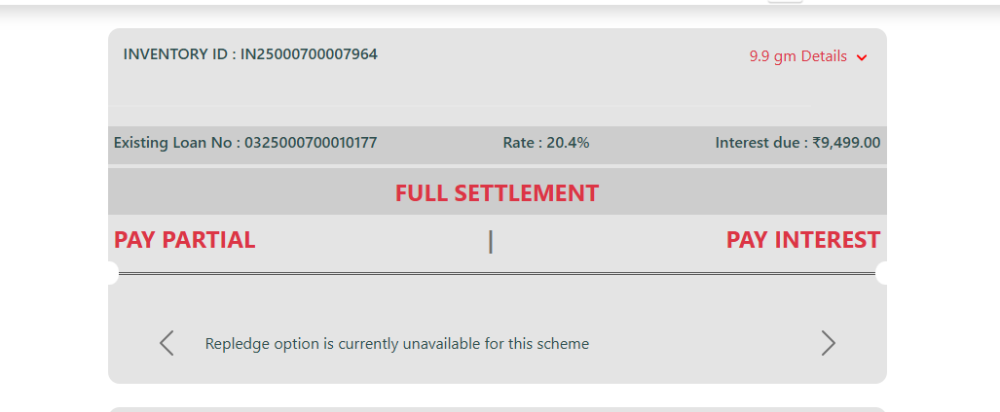 INVENTORY ID : IN25000700007964
9.9 gm Details
Existing Loan No : 0325000700010177
Rate : 20.4%
Interest due : ₹9,499.00
FULL SETTLEMENT
PAY PARTIAL | PAY INTEREST
Repledge option is currently unavailable for this scheme